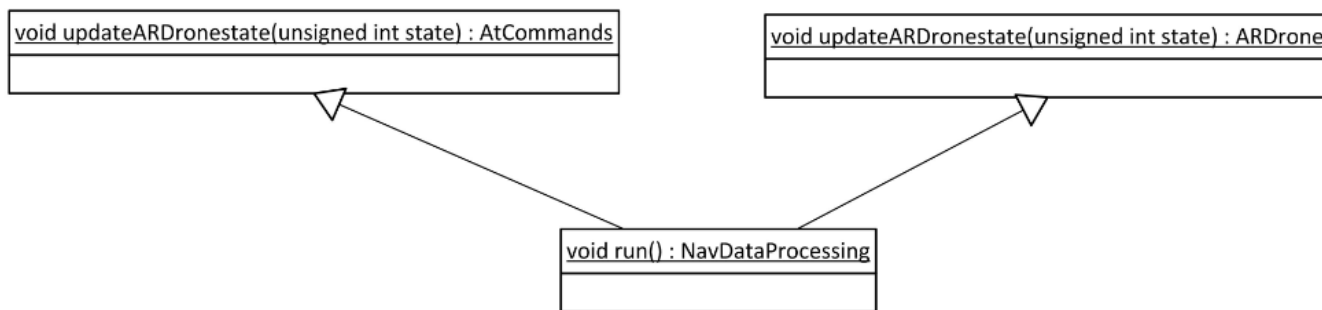 void updateARDronestate(unsigned int state) : AtCommands
void updateARDronestate(unsigned int state) : ARDrone
void run() : NavDataProcessing